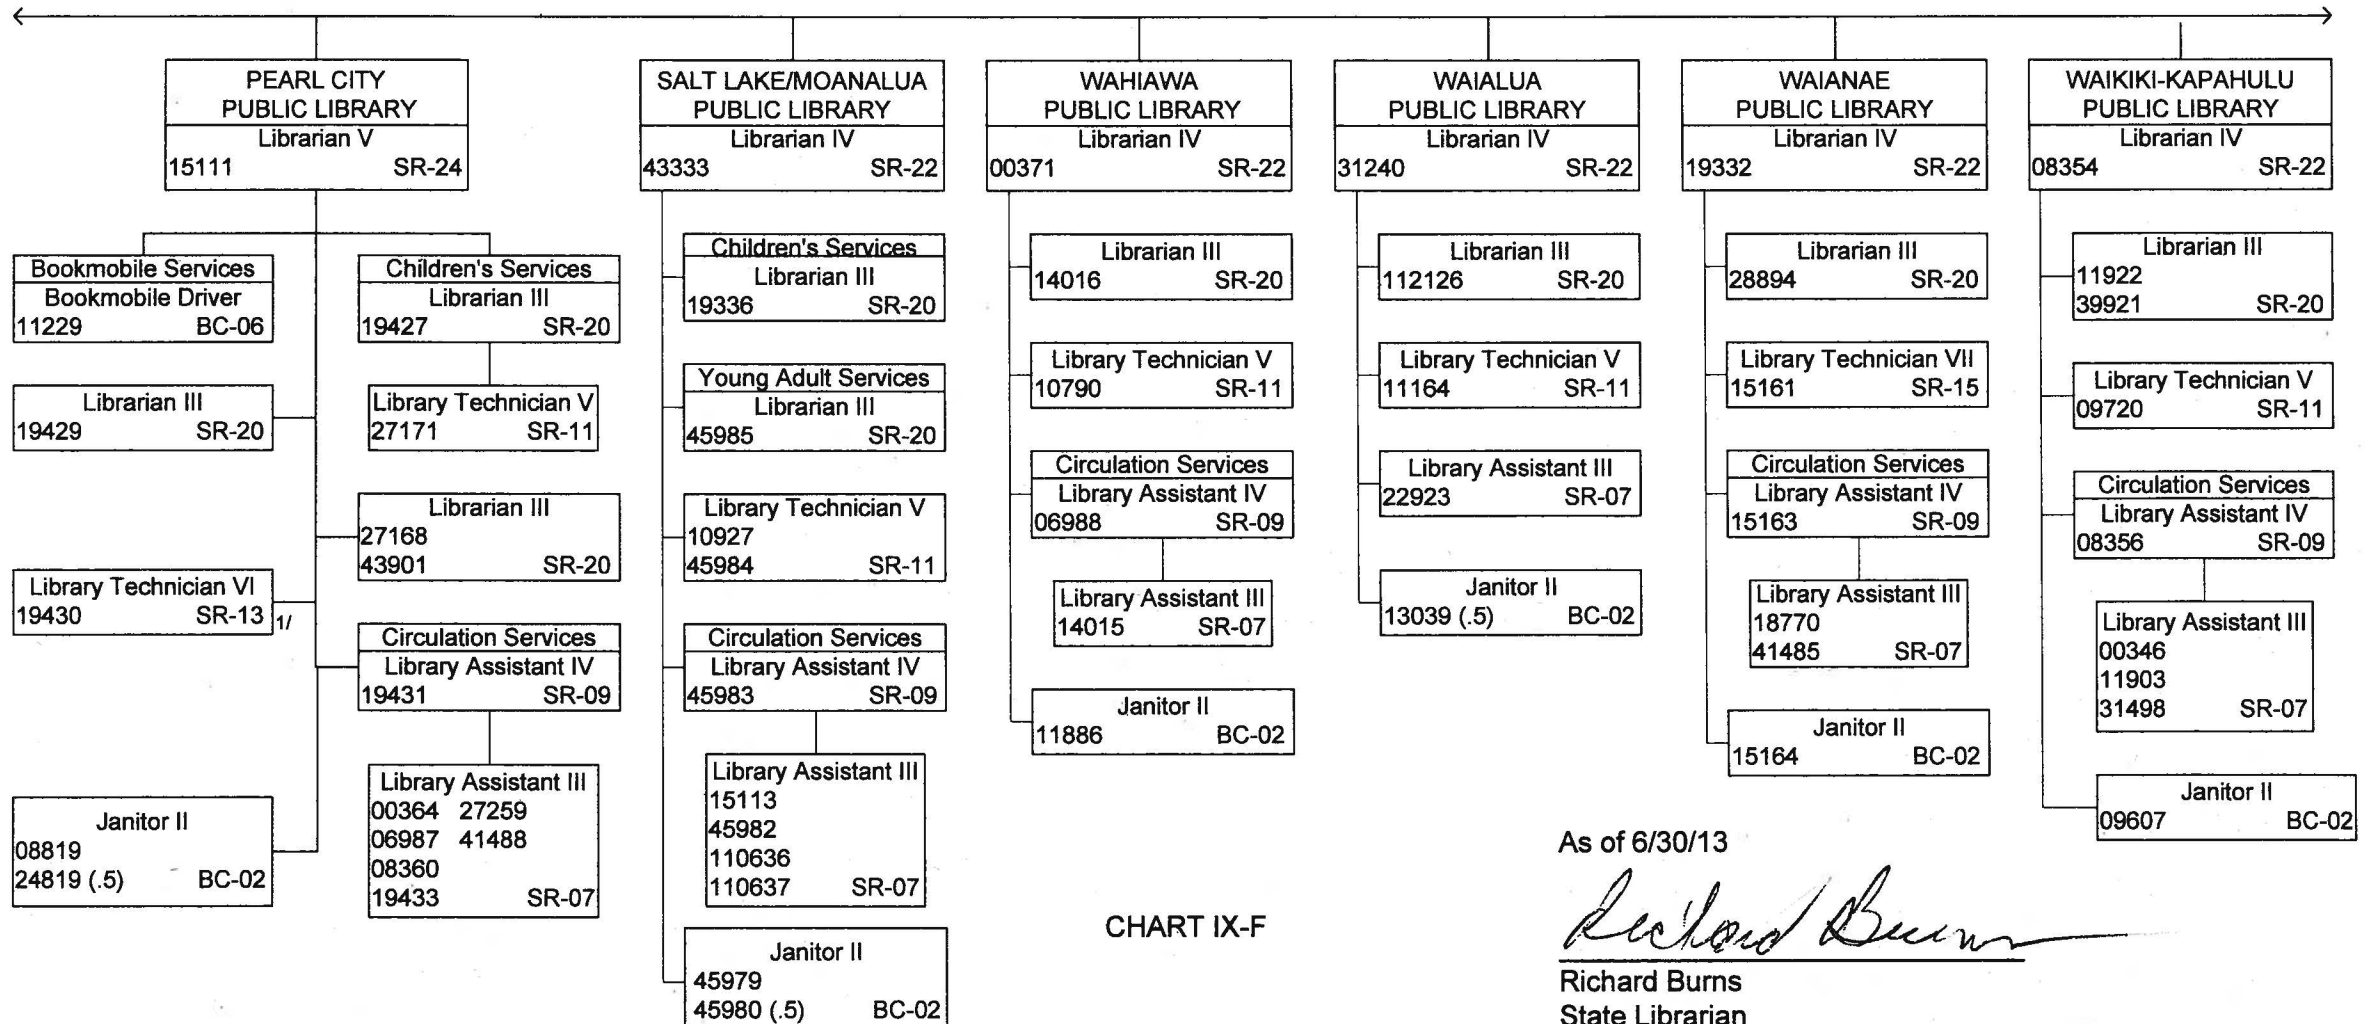 PEARL CITY
PUBLIC LIBRARY
Librarian V
15111 SR-24
Bookmobile Services
Bookmobile Driver
11229 BC-06
Children's Services
Librarian III
19427 SR-20
Library Technician V
27171 SR-11
Librarian III
19429 SR-20
Librarian III
27168
43901 SR-20
Library Technician VI
19430 SR-13 1/
Circulation Services
Library Assistant IV
19431 SR-09
Library Assistant III
00364 27259
06987 41488
08360
19433 SR-07
Janitor II
08819
24819 (.5) BC-02
SALT LAKE/MOANALUA
PUBLIC LIBRARY
Librarian IV
43333 SR-22
Children's Services
Librarian III
19336 SR-20
Young Adult Services
Librarian III
45985 SR-20
Library Technician V
10927
45984 SR-11
Circulation Services
Library Assistant IV
45983 SR-09
Library Assistant III
15113
45982
110636
110637 SR-07
Janitor II
45979
45980 (.5) BC-02
WAHIAWA
PUBLIC LIBRARY
Librarian IV
00371 SR-22
Librarian III
14016 SR-20
Library Technician V
10790 SR-11
Circulation Services
Library Assistant IV
06988 SR-09
Library Assistant III
14015 SR-07
Janitor II
11886 BC-02
WAIALUA
PUBLIC LIBRARY
Librarian IV
31240 SR-22
Librarian III
112126 SR-20
Library Technician V
11164 SR-11
Library Assistant III
22923 SR-07
Janitor II
13039 (.5) BC-02
WAIANAE
PUBLIC LIBRARY
Librarian IV
19332 SR-22
Librarian III
28894 SR-20
Library Technician VII
15161 SR-15
Circulation Services
Library Assistant IV
15163 SR-09
Library Assistant III
18770
41485 SR-07
Janitor II
15164 BC-02
WAIKIKI-KAPAHULU
PUBLIC LIBRARY
Librarian IV
08354 SR-22
Librarian III
11922
39921 SR-20
Library Technician V
09720 SR-11
Circulation Services
Library Assistant IV
08356 SR-09
Library Assistant III
00346
11903
31498 SR-07
Janitor II
09607 BC-02
CHART IX-F
As of 6/30/13
Richard Burns
Richard Burns
State Librarian